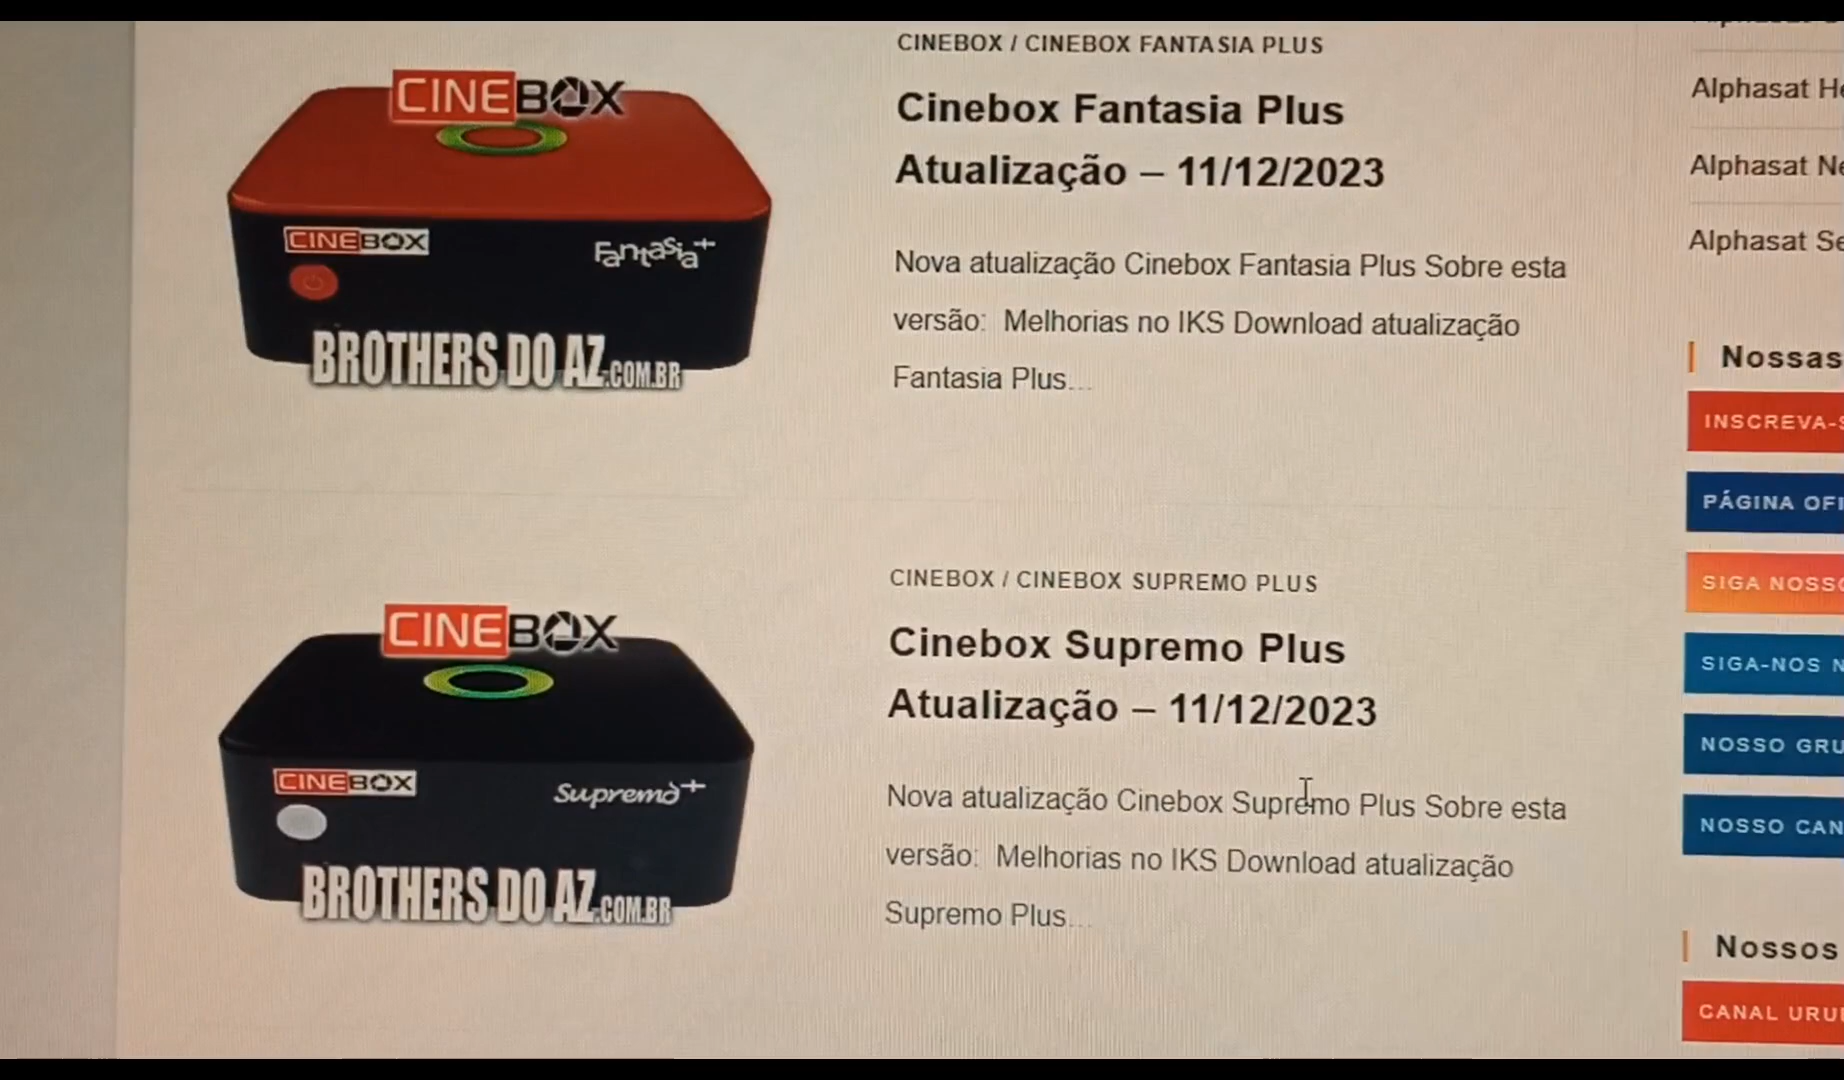 CINEBOX / CINEBOX FANTASIA PLUS
Cinebox Fantasia Plus
Atualização – 11/12/2023
Nova atualização Cinebox Fantasia Plus Sobre esta
versão: Melhorias no IKS Download atualização
Fantasia Plus...
CINEBOX
CINEBOX
Fantasia+
BROTHERS DO AZ.COM.BR
CINEBOX / CINEBOX SUPREMO PLUS
Cinebox Supremo Plus
Atualização – 11/12/2023
Nova atualização Cinebox Supremo Plus Sobre esta
versão: Melhorias no IKS Download atualização
Supremo Plus...
CINEBOX
CINEBOX
Supremo+
BROTHERS DO AZ.COM.BR
Alphasat He
Alphasat Ne
Alphasat Se
Nossas
INSCREVA-S
PÁGINA OFI
SIGA NOSSO
SIGA-NOS N
NOSSO GRU
NOSSO CAN
Nossos
CANAL URU